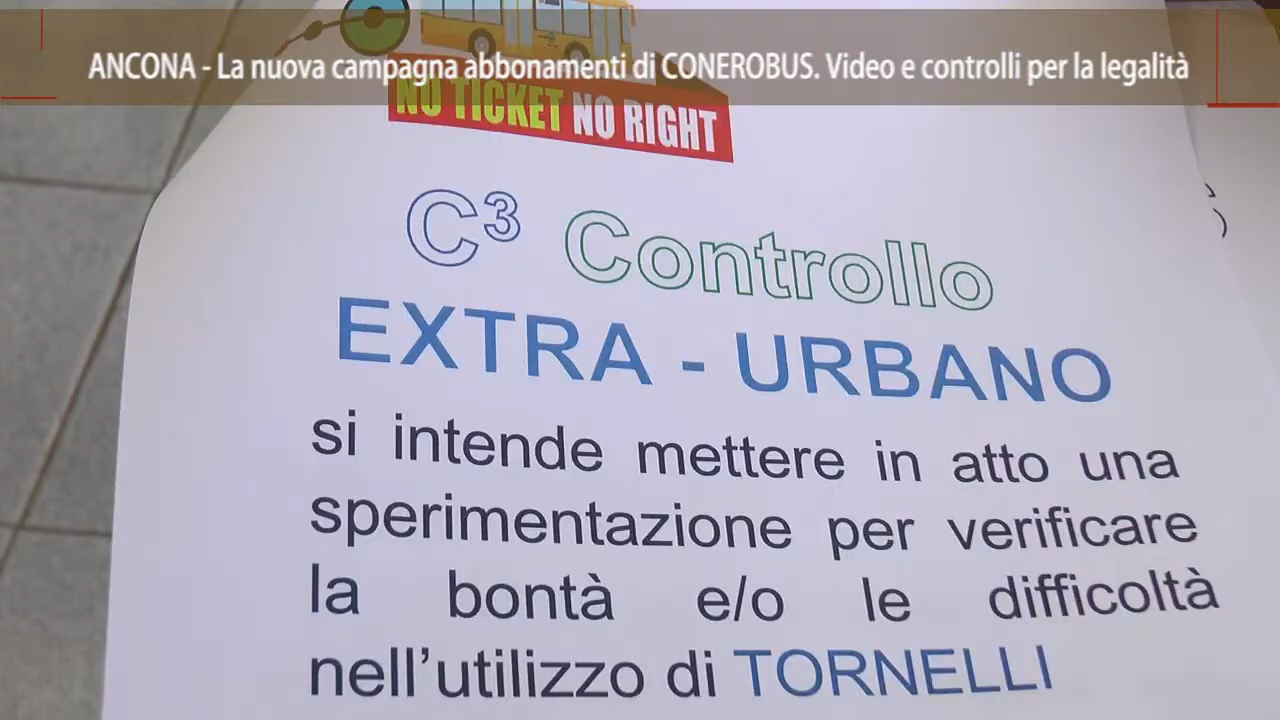 ANCONA - La nuova campagna abbonamenti di CONEROBUS. Video e controlli per la legalità
NO TICKET NO RIGHT
C³ Controllo
EXTRA - URBANO
si intende mettere in atto una
sperimentazione per verificare
la bontà e/o le difficoltà
nell'utilizzo di TORNELLI